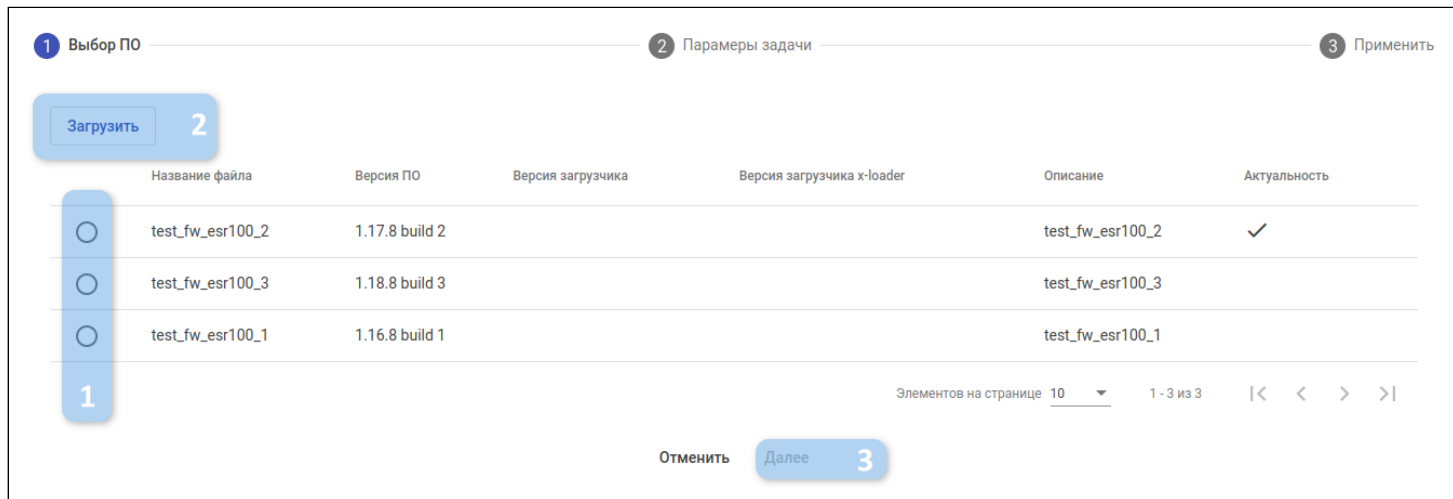 1 Выбор ПО 2 Парамеры задачи 3 Применить
Загрузить 2
Название файла Версия ПО Версия загрузчика Версия загрузчика x-loader Описание Актуальность
test_fw_esr100_2 1.17.8 build 2 test_fw_esr100_2
test_fw_esr100_3 1.18.8 build 3 test_fw_esr100_3
test_fw_esr100_1 1.16.8 build 1 test_fw_esr100_1
1
Элементов на странице 10 1 - 3 из 3
Отменить Далее 3